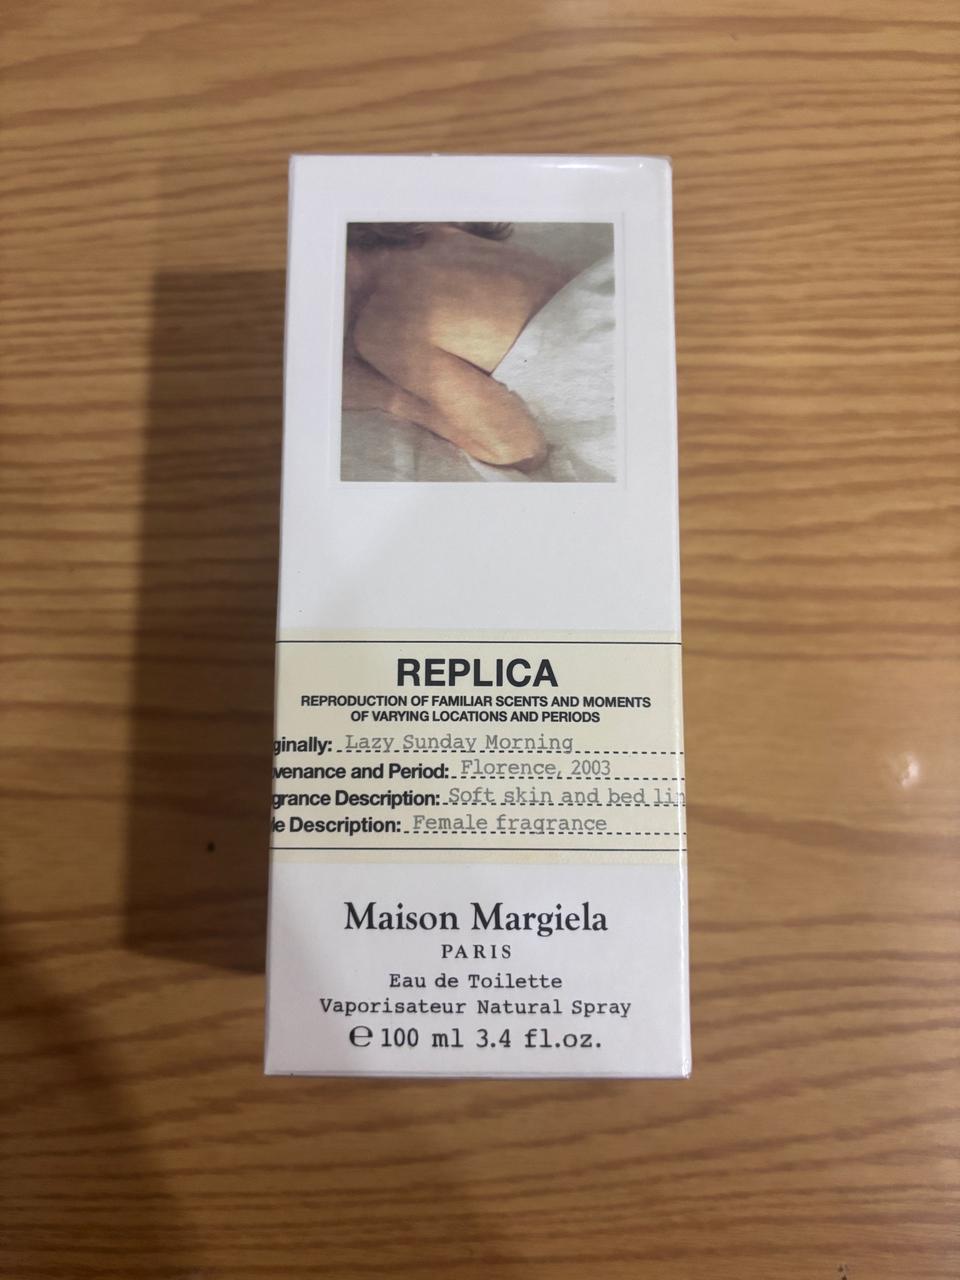 REPLICA
REPRODUCTION OF FAMILIAR SCENTS AND MOMENTS
OF VARYING LOCATIONS AND PERIODS
ginally: Lazy Sunday Morning
venance and Period: Florence, 2003
grance Description: Soft skin and bed lin
le Description: Female fragrance
Maison Margiela
PARIS
Eau de Toilette
Vaporisateur Natural Spray
℮ 100 ml 3.4 fl.oz.